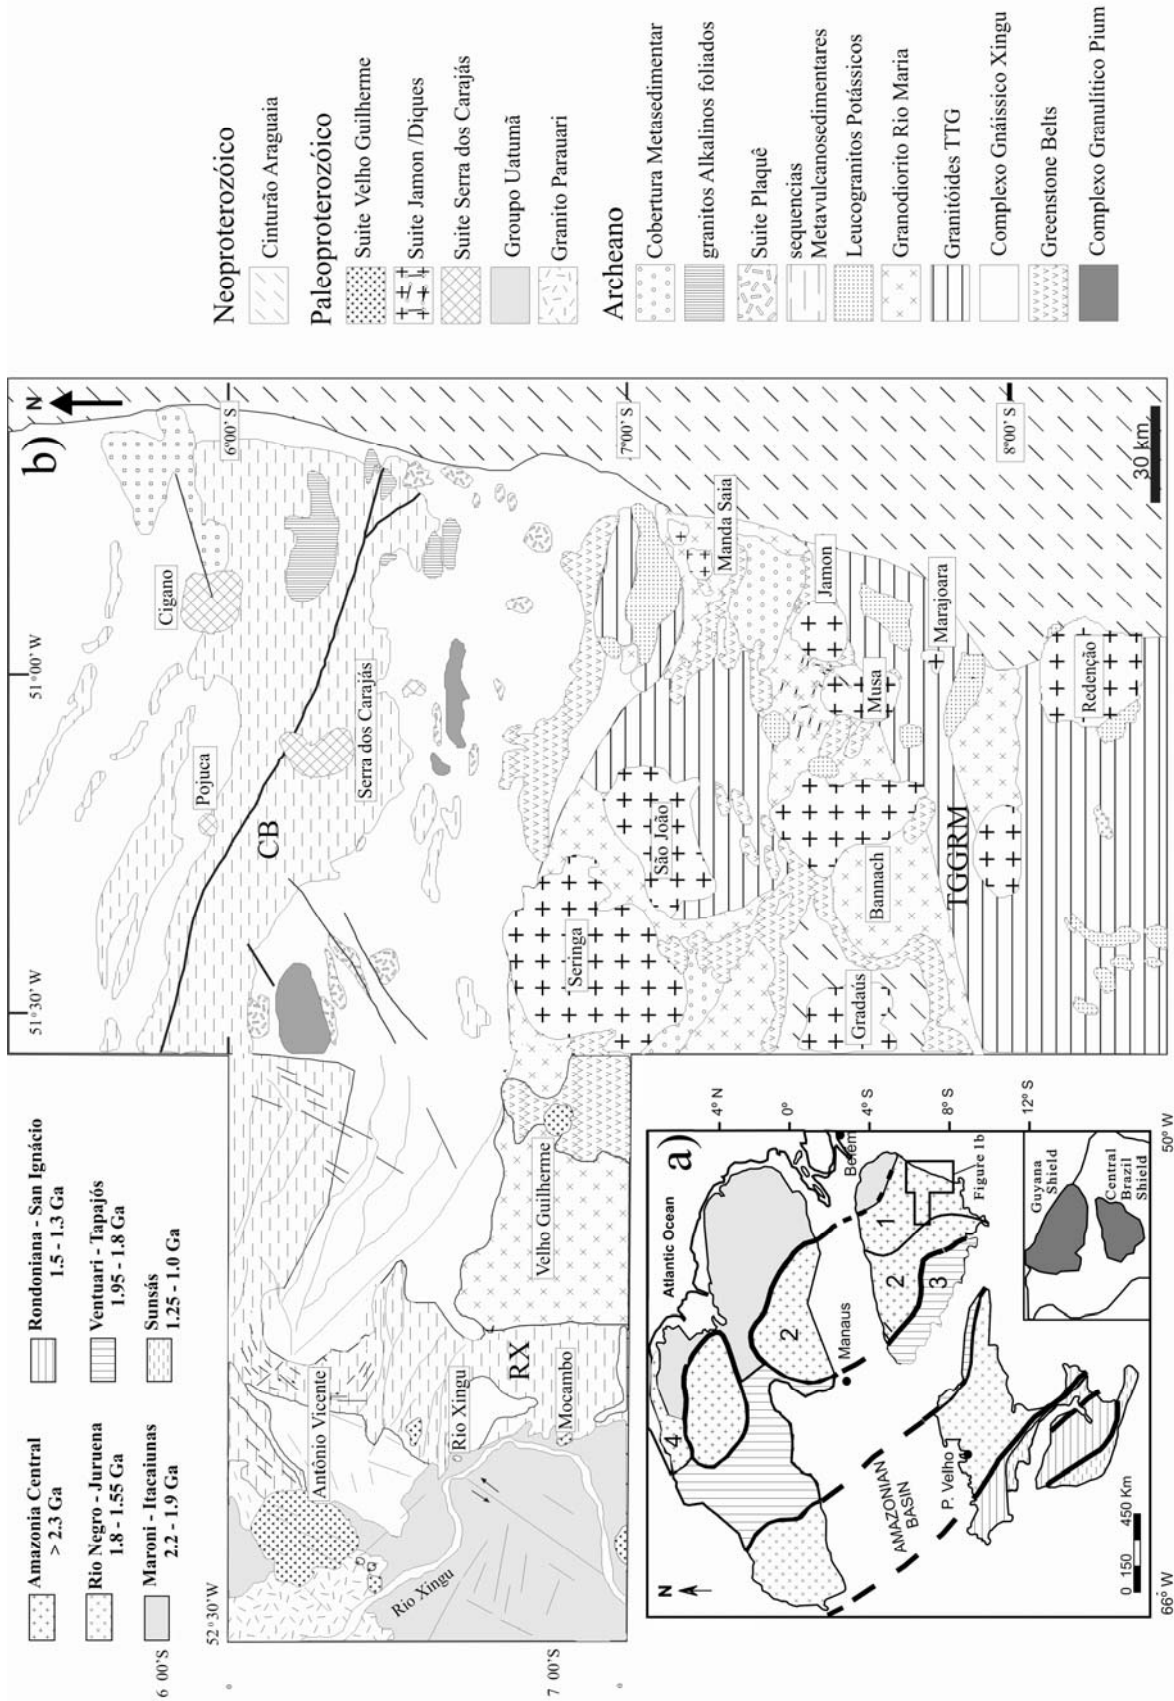 Amazonia Central
> 2.3 Ga
Rio Negro - Juruena
1.8 - 1.55 Ga
Maroni - Itacaiunas
2.2 - 1.9 Ga
Rondoniana - San Ignácio
1.5 - 1.3 Ga
Ventuari - Tapajós
1.95 - 1.8 Ga
Sunsás
1.25 - 1.0 Ga
b)
N
52°30'W
51°30' W
51°00' W
6 00'S
°
7 00'S
°
6°00' S
7°00' S
8°00' S
30 km
Pojuca
Cigano
CB
Serra dos Carajás
Antônio Vicente
Rio Xingu
Rio Xingu
RX
Mocambo
Velho Guilherme
Seringa
São João
Manda Saia
Jamon
Musa
Marajoara
Gradaús
Bannach
TGGRM
Redenção
a)
N
Atlantic Ocean
4
2
Manaus
Belém
1
2
3
Figure 1b
AMAZONIAN
BASIN
P. Velho
Guyana
Shield
Central
Brazil
Shield
0 150 450 Km
4° N
0°
4° S
8° S
12° S
66° W
50° W
Neoproterozóico
Cinturão Araguaia
Paleoproterozóico
Suite Velho Guilherme
Suite Jamon /Diques
Suite Serra dos Carajás
Groupo Uatumã
Granito Parauari
Archeano
Cobertura Metasedimentar
granitos Alkalinos foliados
Suite Plaquê
sequencias
Metavulcanosedimentares
Leucogranitos Potássicos
Granodiorito Rio Maria
Granitóides TTG
Complexo Gnáissico Xingu
Greenstone Belts
Complexo Granulítico Pium